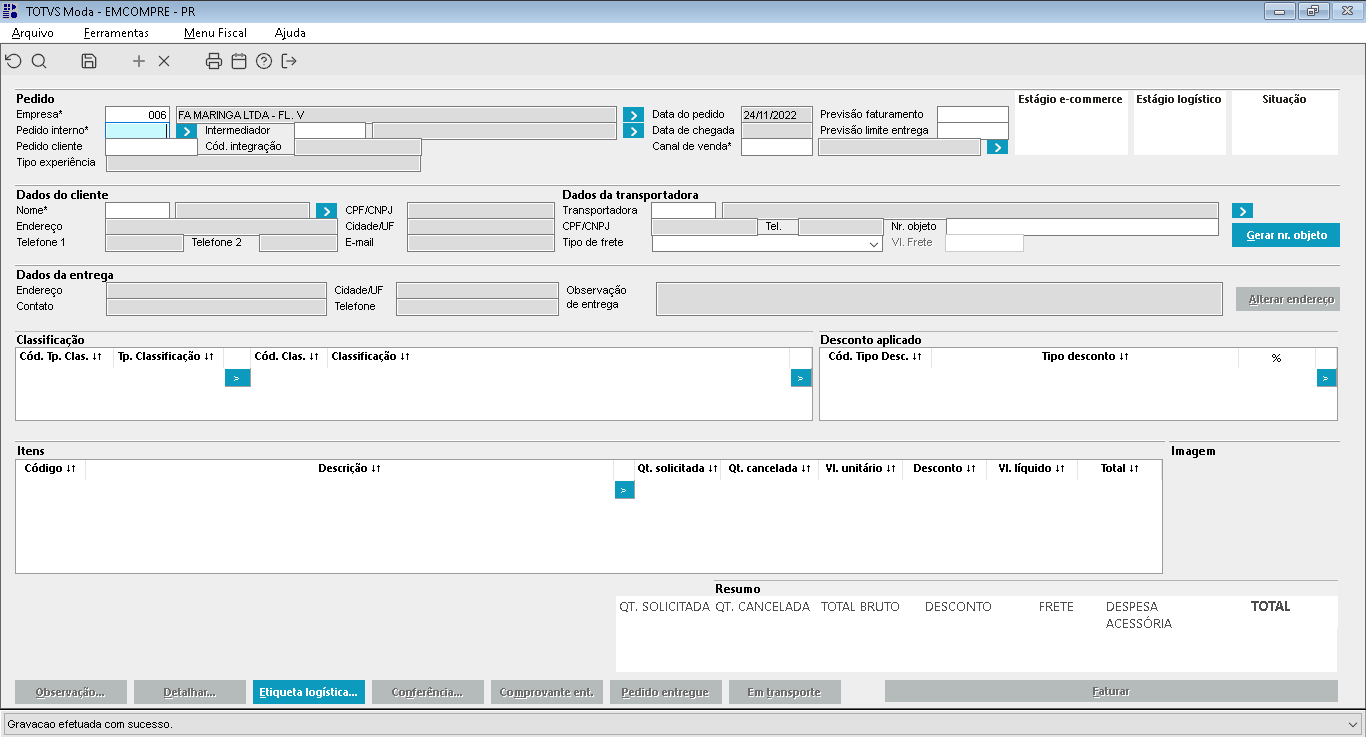 TOTVS Moda - EMCOMPRE - PR
Arquivo Ferramentas Menu Fiscal Ajuda
Pedido
Empresa* 006 FA MARINGA LTDA - FL. V
Data do pedido 24/11/2022 Previsão faturamento
Pedido interno* Intermediador
Data de chegada Previsão limite entrega
Pedido cliente Cód. integração
Canal de venda*
Tipo experiência
Estágio e-commerce Estágio logístico Situação
Dados do cliente
Nome* CPF/CNPJ
Endereço Cidade/UF
Telefone 1 Telefone 2 E-mail
Dados da transportadora
Transportadora
CPF/CNPJ Tel. Nr. objeto
Tipo de frete Vl. Frete
Gerar nr. objeto
Dados da entrega
Endereço Cidade/UF
Contato Telefone
Observação
de entrega
Alterar endereço
Classificação
Cód. Tp. Clas. ↓↑ Tp. Classificação ↓↑ Cód. Clas. ↓↑ Classificação ↓↑
> >
Desconto aplicado
Cód. Tipo Desc. ↓↑ Tipo desconto ↓↑ %
>
Itens
Código ↓↑ Descrição ↓↑ Qt. solicitada ↓↑ Qt. cancelada ↓↑ Vl. unitário ↓↑ Desconto ↓↑ Vl. líquido ↓↑ Total ↓↑
>
Imagem
Resumo
QT. SOLICITADA QT. CANCELADA TOTAL BRUTO DESCONTO FRETE DESPESA ACESSÓRIA TOTAL
Observação... Detalhar... Etiqueta logística... Conferência... Comprovante ent. Pedido entregue Em transporte Faturar
Gravacao efetuada com sucesso.